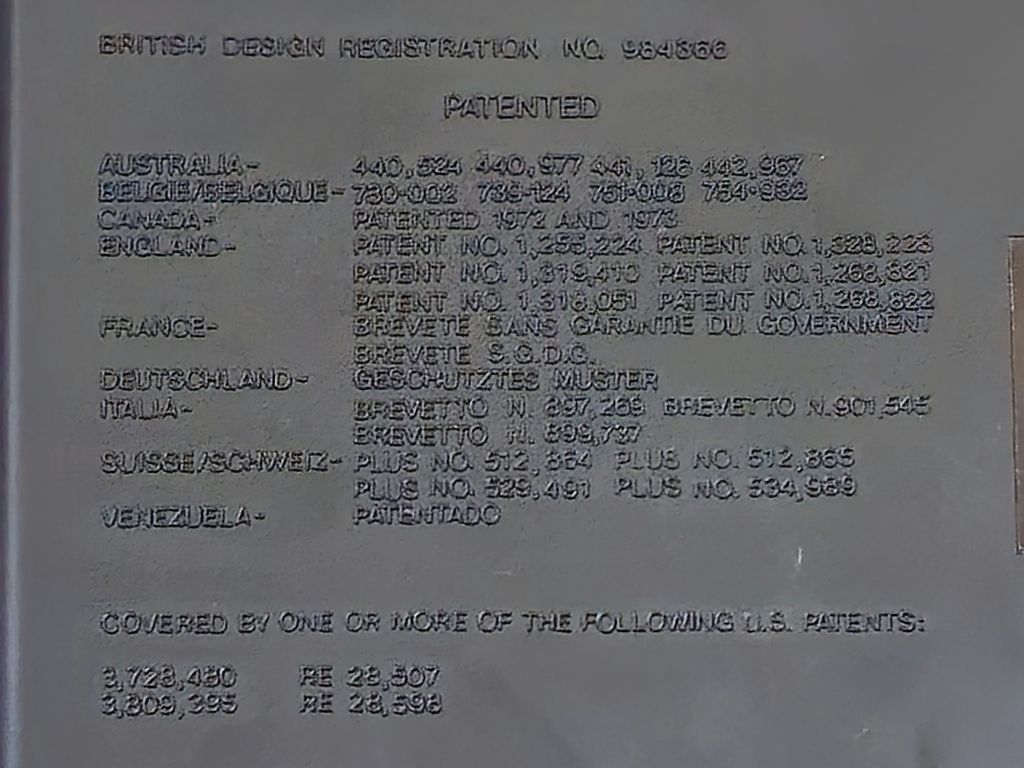 BRITISH DESIGN REGISTRATION NO. 984366
PATENTED
AUSTRALIA- 440,524 440,977 441,126 442,967
BELGIE/BELGIQUE- 730-002 739-124 751-008 754-932
CANADA- PATENTED 1972 AND 1973
ENGLAND- PATENT NO. 1,255,224 PATENT NO. 1,328,223
PATENT NO. 1,319,410 PATENT NO. 1,268,821
PATENT NO. 1,318,051 PATENT NO. 1,268,822
FRANCE- BREVETE SANS GARANTIE DU GOVERNMENT
BREVETE S.G.D.G.
DEUTSCHLAND- GESCHUTZTES MUSTER
ITALIA- BREVETTO N. 897,269 BREVETTO N.901,545
BREVETTO N. 899,737
SUISSE/SCHWEIZ- PLUS NO. 512,864 PLUS NO. 512,865
PLUS NO. 529,491 PLUS NO. 534,989
VENEZUELA- PATENTADO
COVERED BY ONE OR MORE OF THE FOLLOWING U.S. PATENTS:
3,728,480 RE 28,507
3,809,395 RE 28,598